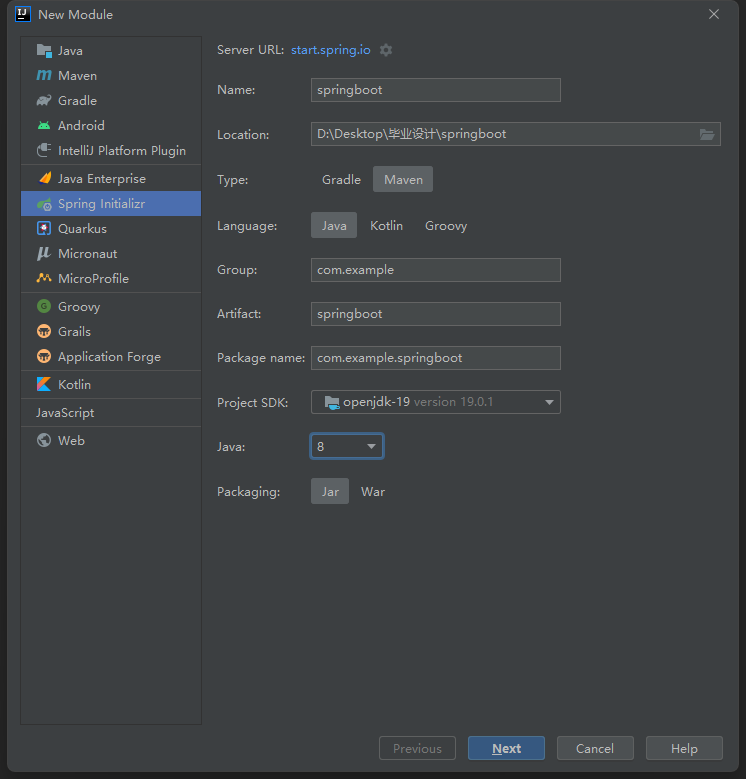 New Module
Java
Maven
Gradle
Android
IntelliJ Platform Plugin
Java Enterprise
Spring Initializr
Quarkus
Micronaut
MicroProfile
Groovy
Grails
Application Forge
Kotlin
JavaScript
Web
Server URL: start.spring.io
Name: springboot
Location: D:\Desktop\毕业设计\springboot
Type: Gradle Maven
Language: Java Kotlin Groovy
Group: com.example
Artifact: springboot
Package name: com.example.springboot
Project SDK: openjdk-19 version 19.0.1
Java: 8
Packaging: Jar War
Previous Next Cancel Help